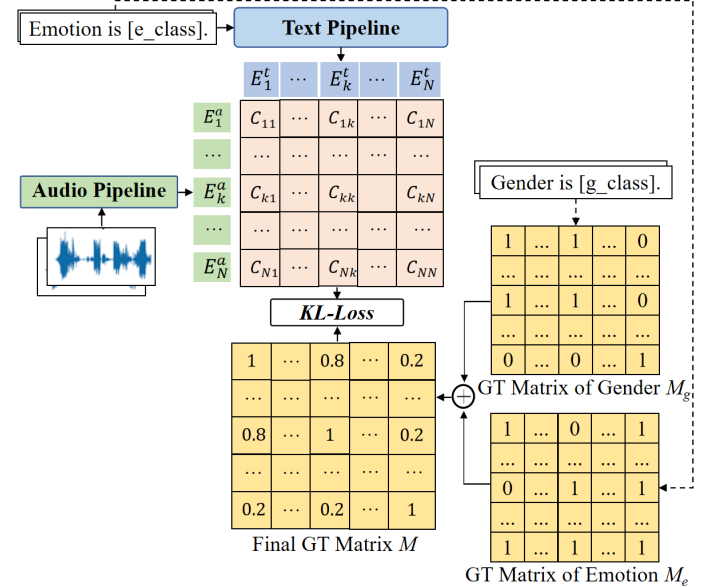 Emotion is [e_class].
Text Pipeline
E_1^t ... E_k^t ... E_N^t
E_1^a C_11 ... C_1k ... C_1N
... ... ... ... ... ...
Audio Pipeline E_k^a C_k1 ... C_kk ... C_kN
... ... ... ... ... ...
E_N^a C_N1 ... C_Nk ... C_NN
KL-Loss
Gender is [g_class].
1 ... 1 ... 0
... ... ... ... ...
1 ... 1 ... 0
... ... ... ... ...
0 ... 0 ... 1
GT Matrix of Gender M_g
1 ... 0.8 ... 0.2
... ... ... ... ...
0.8 ... 1 ... 0.2
... ... ... ... ...
0.2 ... 0.2 ... 1
Final GT Matrix M
1 ... 0 ... 1
... ... ... ... ...
0 ... 1 ... 1
... ... ... ... ...
1 ... 1 ... 1
GT Matrix of Emotion M_e